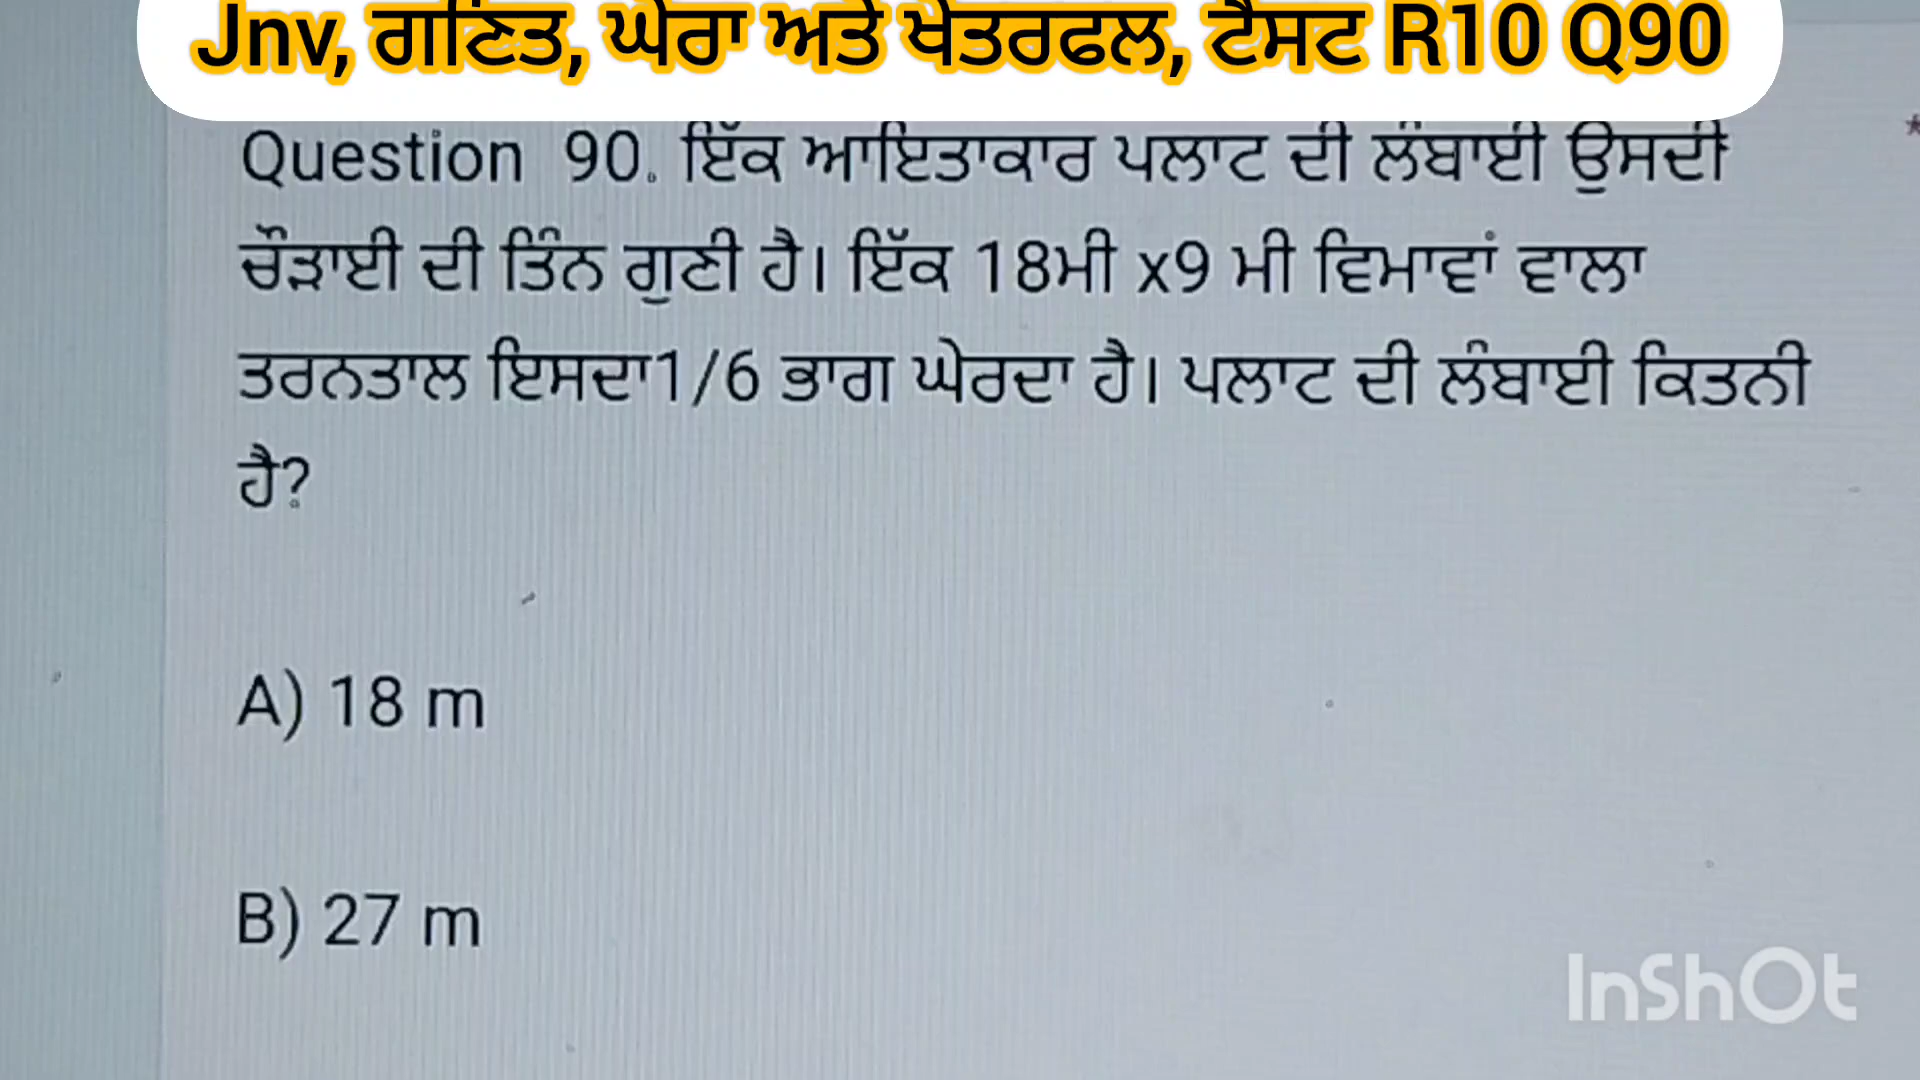 Jnv, ਗਣਿਤ, ਘੇਰਾ ਅਤੇ ਖੇਤਰਫਲ, ਟੈਸਟ R10 Q90
Question 90. ਇੱਕ ਆਇਤਾਕਾਰ ਪਲਾਟ ਦੀ ਲੰਬਾਈ ਉਸਦੀ *
ਚੌੜਾਈ ਦੀ ਤਿੰਨ ਗੁਣੀ ਹੈ। ਇੱਕ 18ਮੀ x9 ਮੀ ਵਿਮਾਵਾਂ ਵਾਲਾ
ਤਰਨਤਾਲ ਇਸਦਾ1/6 ਭਾਗ ਘੇਰਦਾ ਹੈ। ਪਲਾਟ ਦੀ ਲੰਬਾਈ ਕਿਤਨੀ
ਹੈ?
A) 18 m
B) 27 m
InShOt